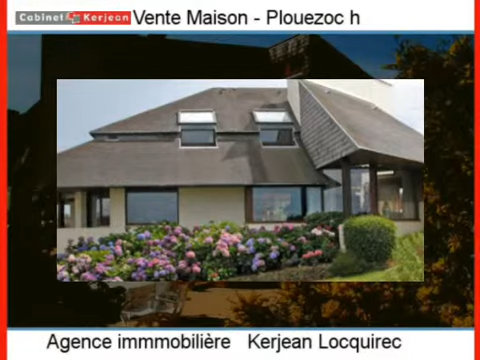 Cabinet Kerjean Vente Maison - Plouezoc h
Agence immmobilière Kerjean Locquirec